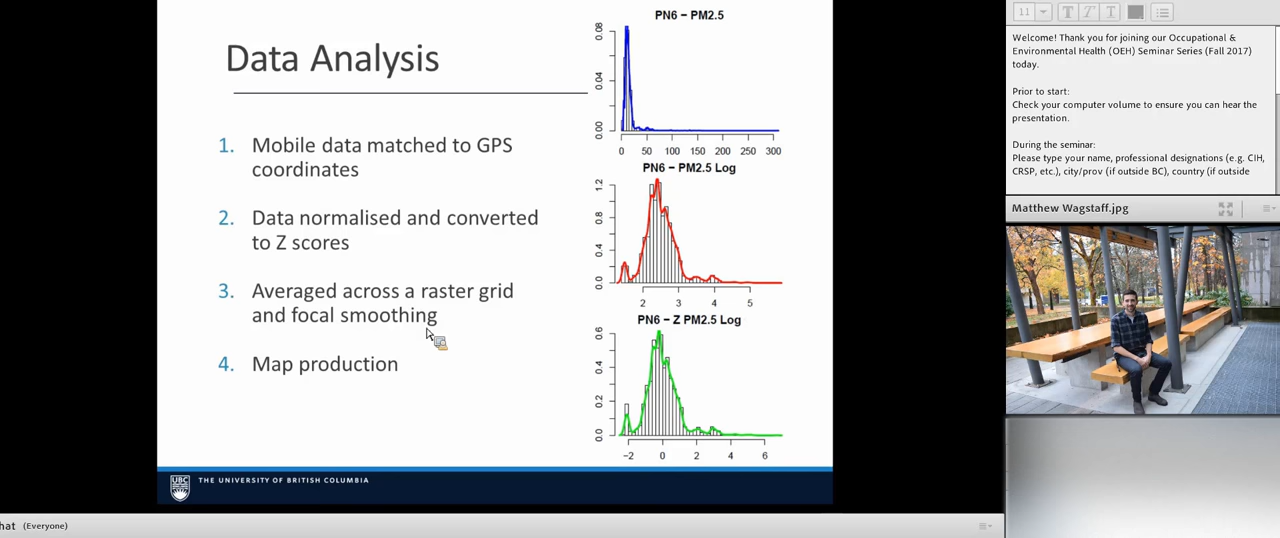 Data Analysis
1. Mobile data matched to GPS
coordinates
2. Data normalised and converted
to Z scores
3. Averaged across a raster grid
and focal smoothing
4. Map production
PN6 − PM2.5
0.08
0.04
0.00
0 50 100 150 200 250 300
PN6 − PM2.5 Log
1.2
0.8
0.4
0.0
2 3 4 5
PN6 − Z PM2.5 Log
0.6
0.4
0.2
0.0
−2 0 2 4 6
UBC
THE UNIVERSITY OF BRITISH COLUMBIA
hat (Everyone)
11 T T T
Welcome! Thank you for joining our Occupational &
Environmental Health (OEH) Seminar Series (Fall 2017)
today.
Prior to start:
Check your computer volume to ensure you can hear the
presentation.
During the seminar:
Please type your name, professional designations (e.g. CIH,
CRSP, etc.), city/prov (if outside BC), country (if outside
Matthew Wagstaff.jpg